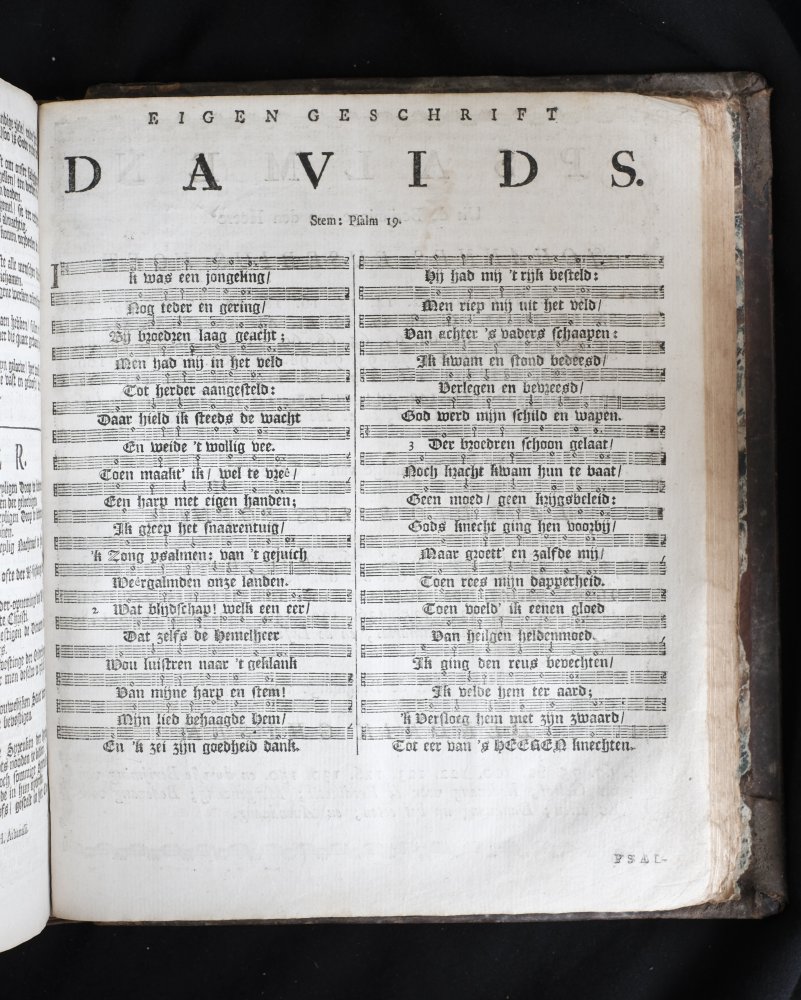 EIGEN GESCHRIFT
DAVIDS.
Stem: Psalm 19.
Ik was een jongeling/
Nog teder en gering/
Bij broedren laag geacht;
Men had mij in het veld
Tot herder aangesteld:
Daar hield ik steeds de wacht
En weide 't wollig vee.
Toen maakt' ik/ wel te vreê/
Een harp met eigen handen;
Ik greep het snaarentuig/
'k Zong psalmen: van 't gejuich
Weêrgalmden onze landen.
2 Wat blijdschap! welk een eer/
Dat zelfs de Hemelheer
Wou luistren naar 't geklank
Van mijne harp en stem!
Mijn lied behaagde Hem/
En 'k zei zijn goedheid dank.
Hij had mij 't rijk besteld:
Men riep mij uit het veld/
Van achter 's vaders schaapen:
Ik kwam en stond bedeesd/
Verlegen en bevreesd/
God werd mijn schild en wapen.
3 Der broedren schoon gelaat/
Noch kracht kwam hun te baat/
Geen moed/ geen krijgsbeleid:
Gods knecht ging hen voorbij/
Maar groett' en zalfde mij/
Toen rees mijn dapperheid.
Toen voeld' ik eenen gloed
Van heilgen heldenmoed.
Ik ging den reus bevechten/
Ik velde hem ter aard;
'k Versloeg hem met zijn zwaard/
Tot eer van 's HEEREN knechten.
PSAL-